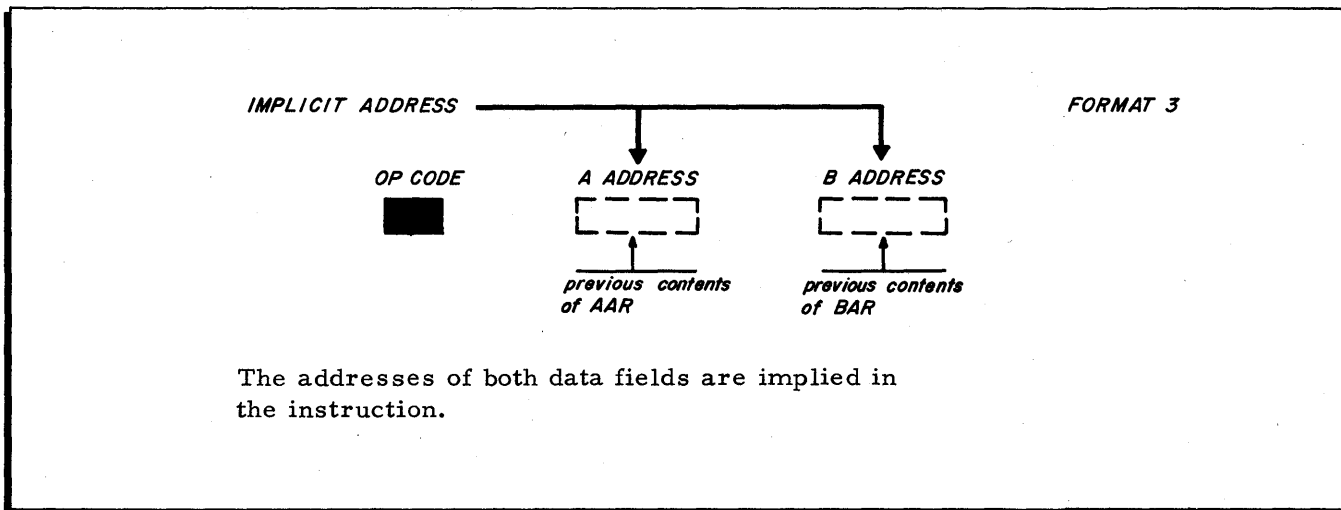 IMPLICIT ADDRESS
FORMAT 3
OP CODE
A ADDRESS
B ADDRESS
previous contents
of AAR
previous contents
of BAR
The addresses of both data fields are implied in
the instruction.